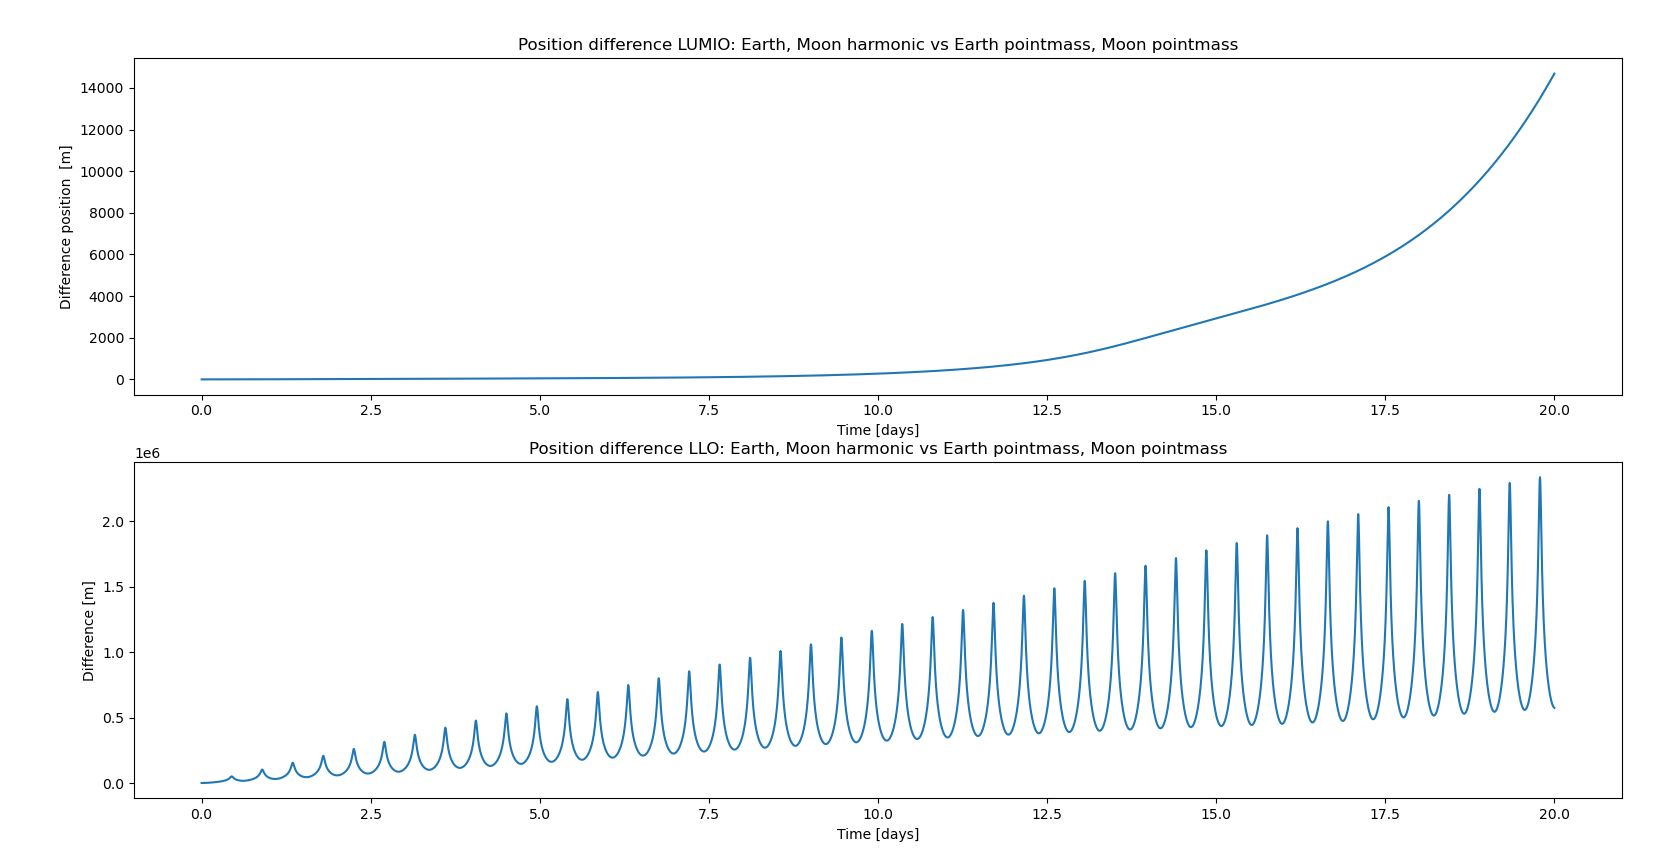 Position difference LUMIO: Earth, Moon harmonic vs Earth pointmass, Moon pointmass
Difference position  [m]
14000
12000
10000
8000
6000
4000
2000
0
0.0 2.5 5.0 7.5 10.0 12.5 15.0 17.5 20.0
Time [days]
Position difference LLO: Earth, Moon harmonic vs Earth pointmass, Moon pointmass
1e6
Difference [m]
2.0
1.5
1.0
0.5
0.0
0.0 2.5 5.0 7.5 10.0 12.5 15.0 17.5 20.0
Time [days]